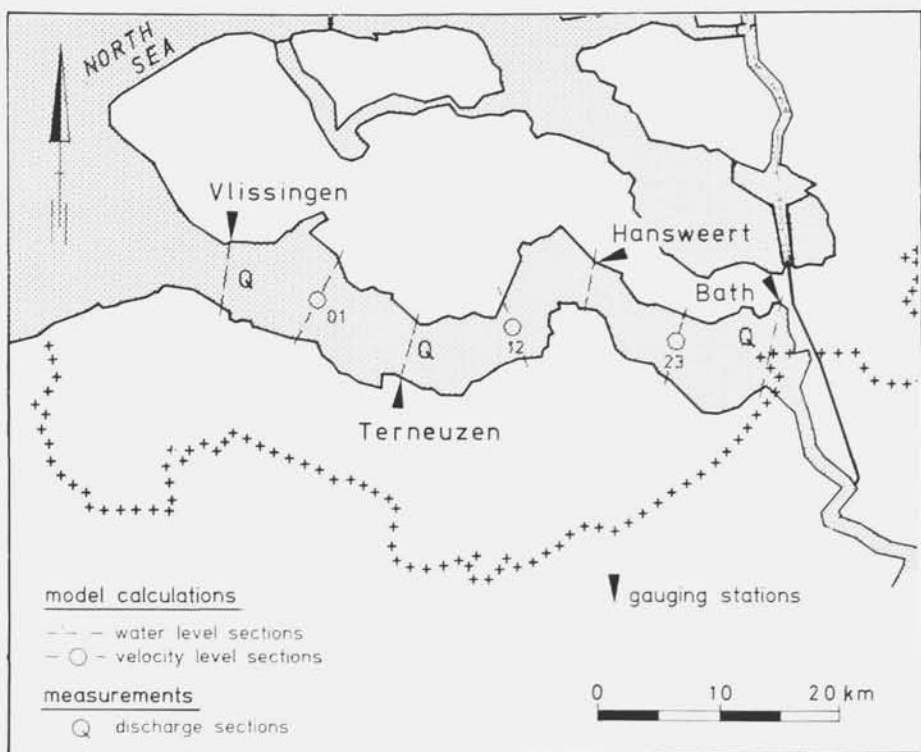 NORTH
SEA
Vlissingen
Q
01
Terneuzen
Q
12
Hansweert
Bath
23
Q
model calculations
water level sections
velocity level sections
measurements
Q discharge sections
gauging stations
0 10 20 km